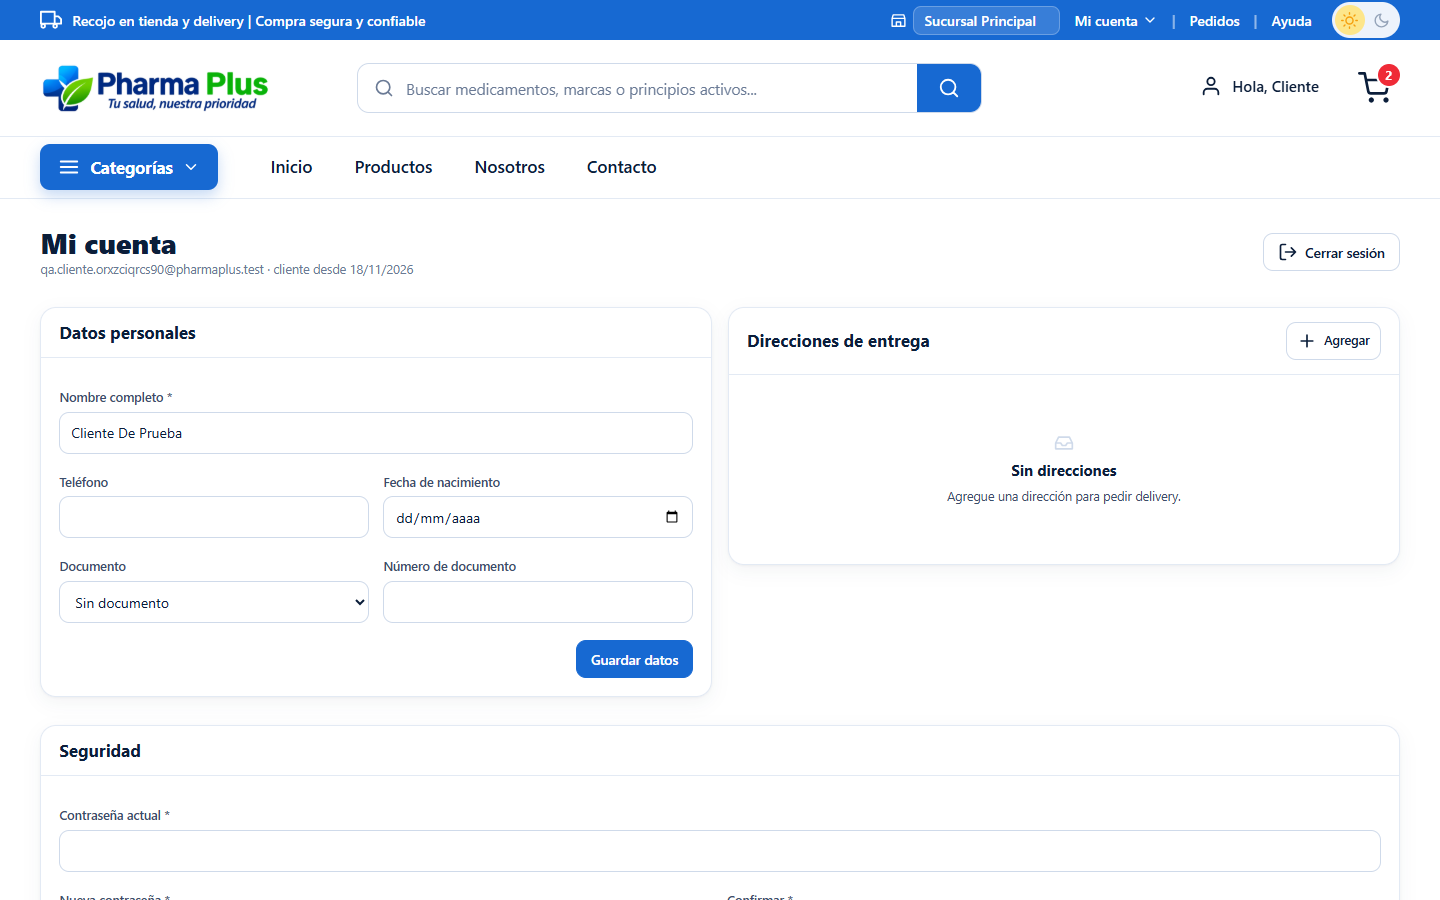 Recojo en tienda y delivery | Compra segura y confiable
Sucursal Principal
Mi cuenta
|
Pedidos
|
Ayuda
Pharma Plus
Tu salud, nuestra prioridad
Buscar medicamentos, marcas o principios activos...
Hola, Cliente
2
Categorías
Inicio
Productos
Nosotros
Contacto
Mi cuenta
qa.cliente.orxzciqrcs90@pharmaplus.test · cliente desde 18/11/2026
Cerrar sesión
Datos personales
Nombre completo *
Cliente De Prueba
Teléfono
Fecha de nacimiento
dd/mm/aaaa
Documento
Número de documento
Sin documento
Guardar datos
Direcciones de entrega
Agregar
Sin direcciones
Agregue una dirección para pedir delivery.
Seguridad
Contraseña actual *
Nueva contraseña *
Confirmar *